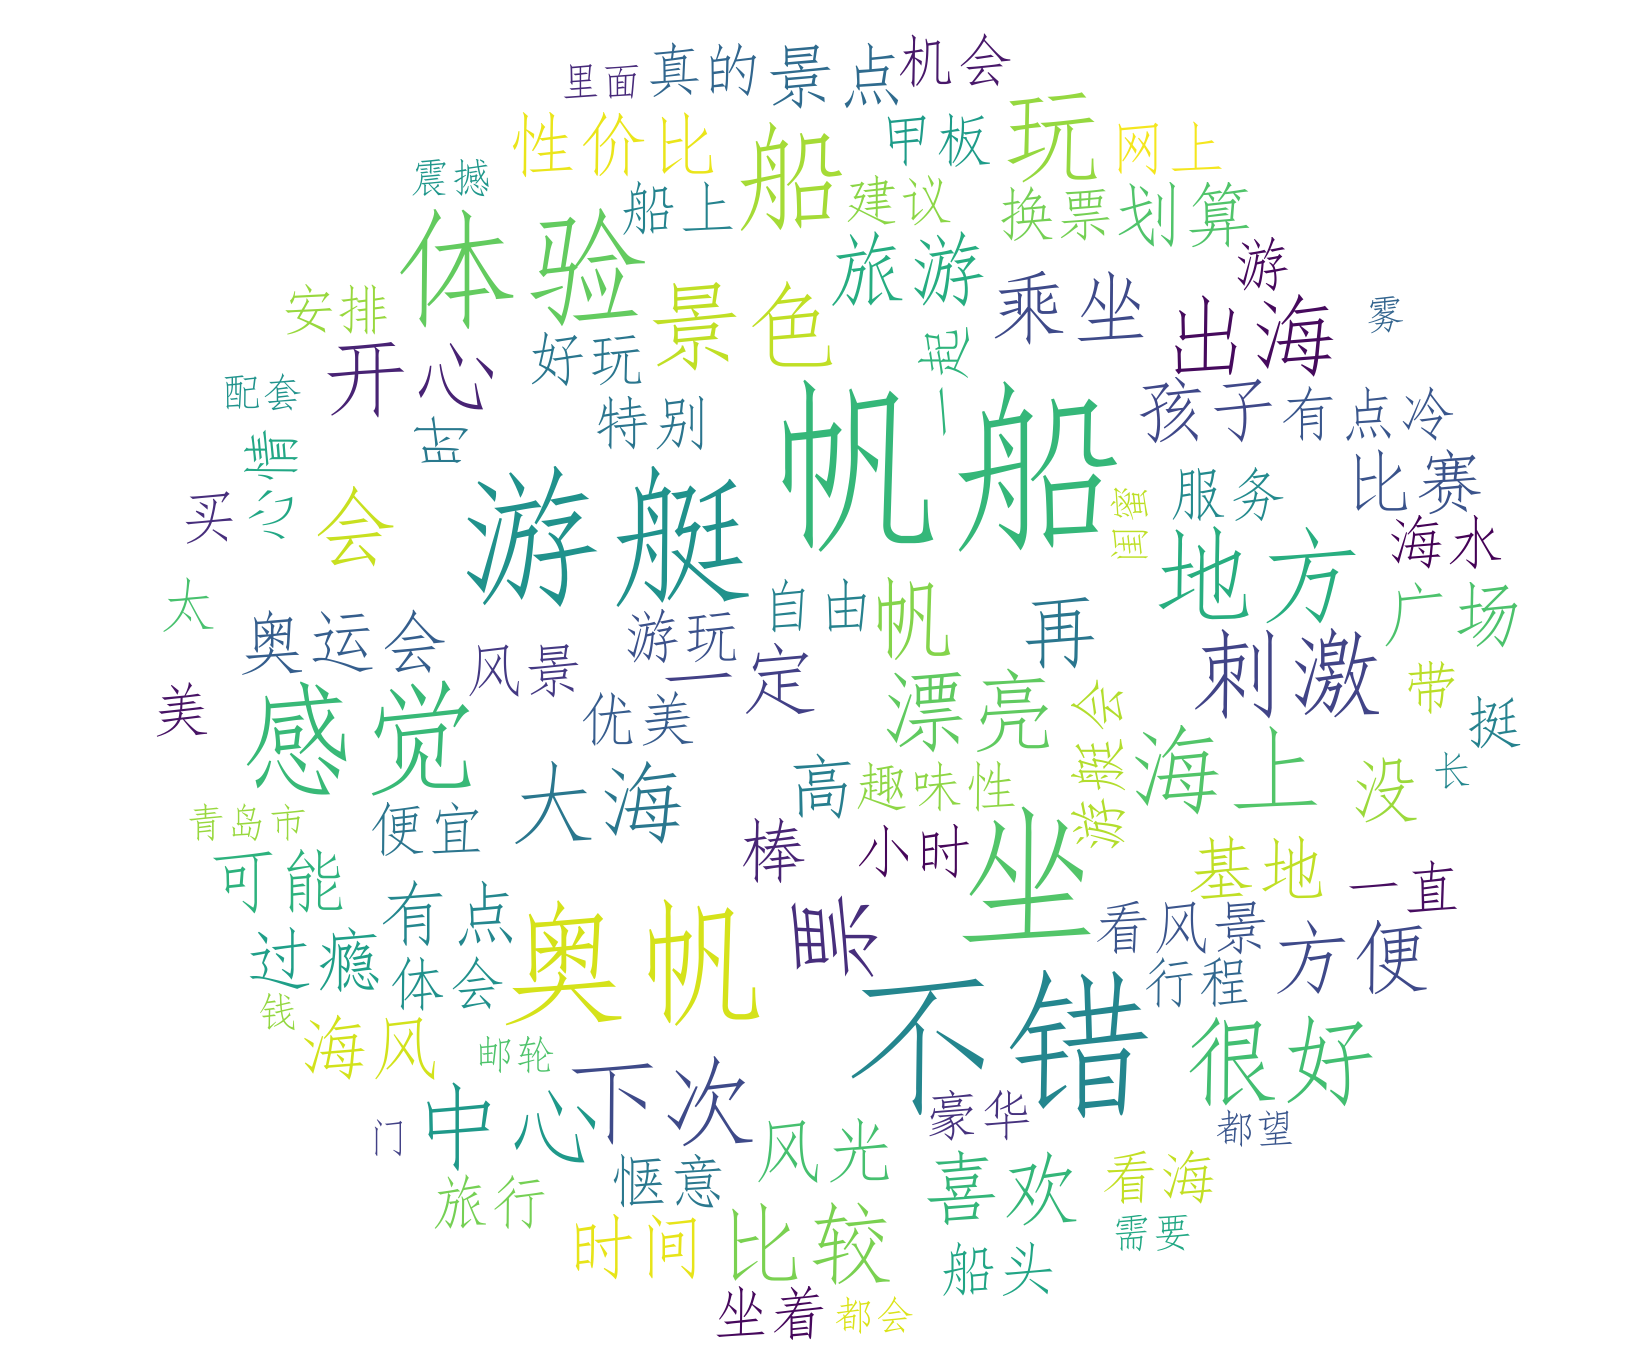 里面
真的
景点
机会
性价比
船
甲板
玩
网上
震撼
体验
船上
建议
换票
划算
旅游
游
安排
景色
乘坐
出海
雾
开心
好玩
一起
配套
特别
帆船
孩子
有点冷
心情
占
买
会
游艇
闺蜜
服务
比赛
地方
海水
太
奥运会
风景
游玩
自由
帆
再
广场
美
一定
刺激
带
感觉
优美
漂亮
游艇会
挺
大海
高
趣味性
海上
没
长
青岛市
便宜
棒
小时
坐
基地
一直
可能
有点
奥帆
票
看风景
方便
过瘾
体会
不错
行程
钱
海风
邮轮
下次
很好
门
中心
风光
豪华
都望
旅行
惬意
喜欢
看海
时间
比较
船头
需要
坐着
都会